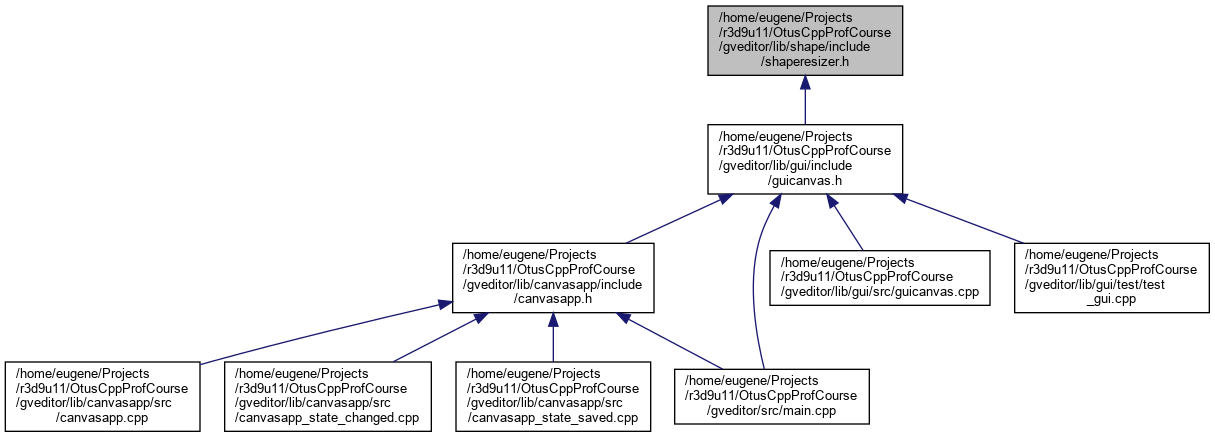 /home/eugene/Projects
/r3d9u11/OtusCppProfCourse
/gveditor/lib/shape/include
/shaperesizer.h
/home/eugene/Projects
/r3d9u11/OtusCppProfCourse
/gveditor/lib/gui/include
/guicanvas.h
/home/eugene/Projects
/r3d9u11/OtusCppProfCourse
/gveditor/lib/canvasapp/include
/canvasapp.h
/home/eugene/Projects
/r3d9u11/OtusCppProfCourse
/gveditor/lib/gui/src/guicanvas.cpp
/home/eugene/Projects
/r3d9u11/OtusCppProfCourse
/gveditor/lib/gui/test/test
_gui.cpp
/home/eugene/Projects
/r3d9u11/OtusCppProfCourse
/gveditor/lib/canvasapp/src
/canvasapp.cpp
/home/eugene/Projects
/r3d9u11/OtusCppProfCourse
/gveditor/lib/canvasapp/src
/canvasapp_state_changed.cpp
/home/eugene/Projects
/r3d9u11/OtusCppProfCourse
/gveditor/lib/canvasapp/src
/canvasapp_state_saved.cpp
/home/eugene/Projects
/r3d9u11/OtusCppProfCourse
/gveditor/src/main.cpp